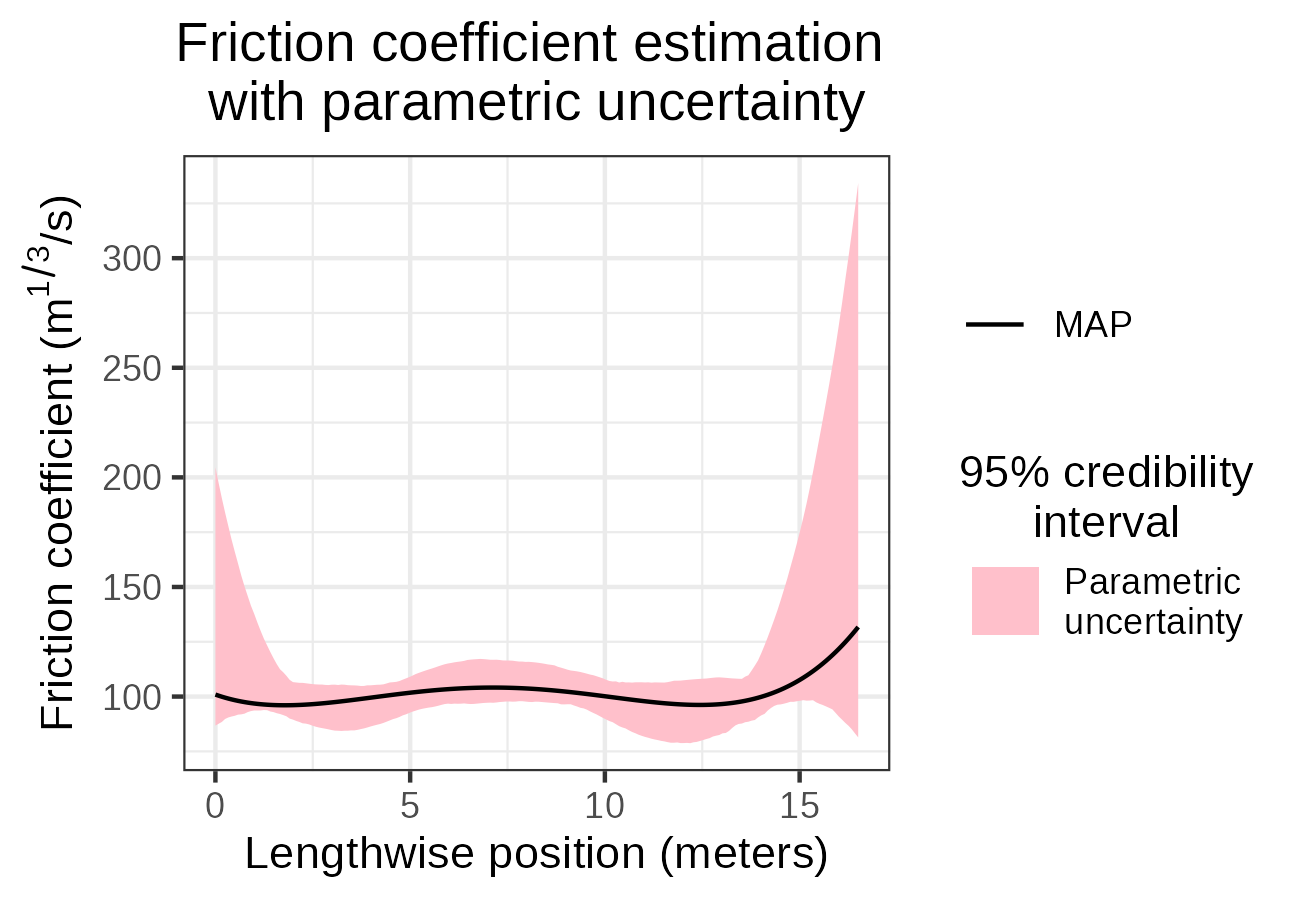 Friction coefficient estimation
with parametric uncertainty
Friction coefficient (m^1/3/s)
300
250
200
150
100
0 5 10 15
Lengthwise position (meters)
MAP
95% credibility
interval
Parametric
uncertainty